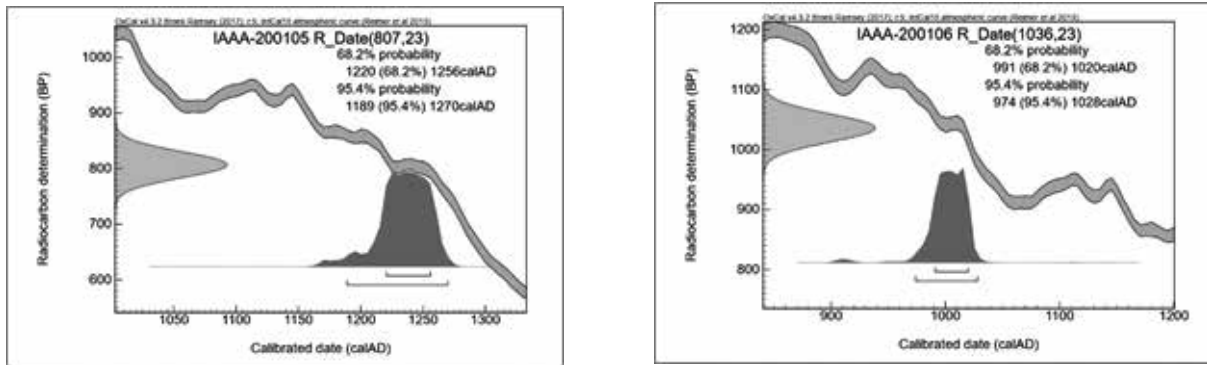 OxCal v4.3.2 Bronk Ramsey (2017); r:5 IntCal13 atmospheric curve (Reimer et al 2013)
IAAA-200105 R_Date(807,23)
68.2% probability
1220 (68.2%) 1256calAD
95.4% probability
1189 (95.4%) 1270calAD
Radiocarbon determination (BP)
1000
900
800
700
600
1050
1100
1150
1200
1250
1300
Calibrated date (calAD)
OxCal v4.3.2 Bronk Ramsey (2017); r:5 IntCal13 atmospheric curve (Reimer et al 2013)
IAAA-200106 R_Date(1036,23)
68.2% probability
991 (68.2%) 1020calAD
95.4% probability
974 (95.4%) 1028calAD
Radiocarbon determination (BP)
1200
1100
1000
900
800
900
1000
1100
1200
Calibrated date (calAD)